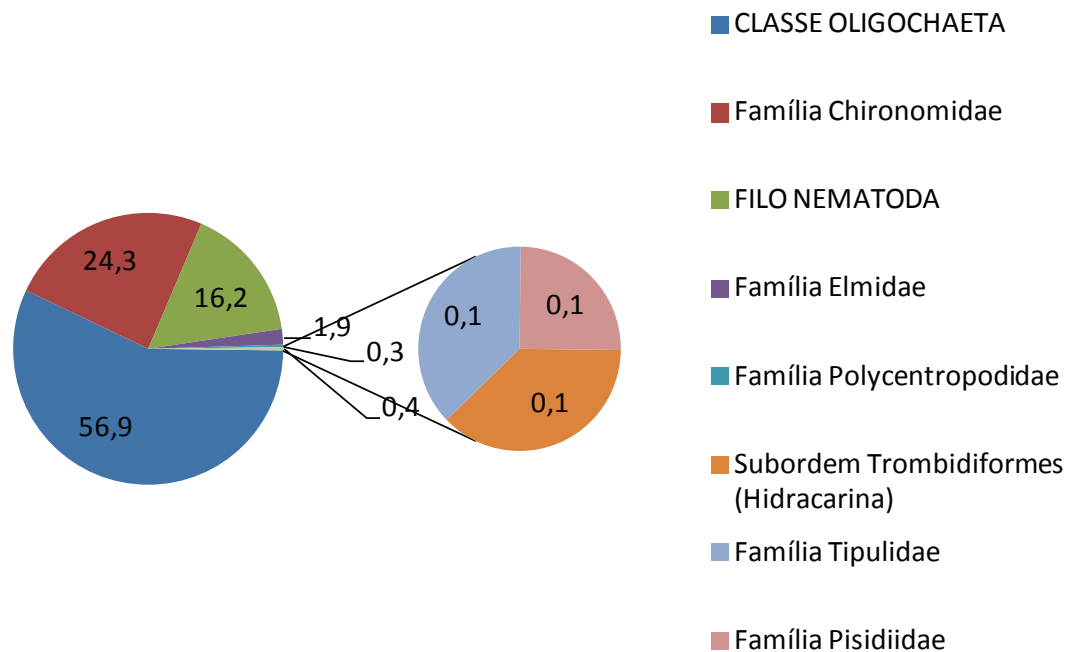 CLASSE OLIGOCHAETA
Família Chironomidae
FILO NEMATODA
Família Elmidae
Família Polycentropodidae
Subordem Trombidiformes
(Hidracarina)
Família Tipulidae
Família Pisidiidae
24,3
16,2
1,9
0,3
0,4
56,9
0,1
0,1
0,1